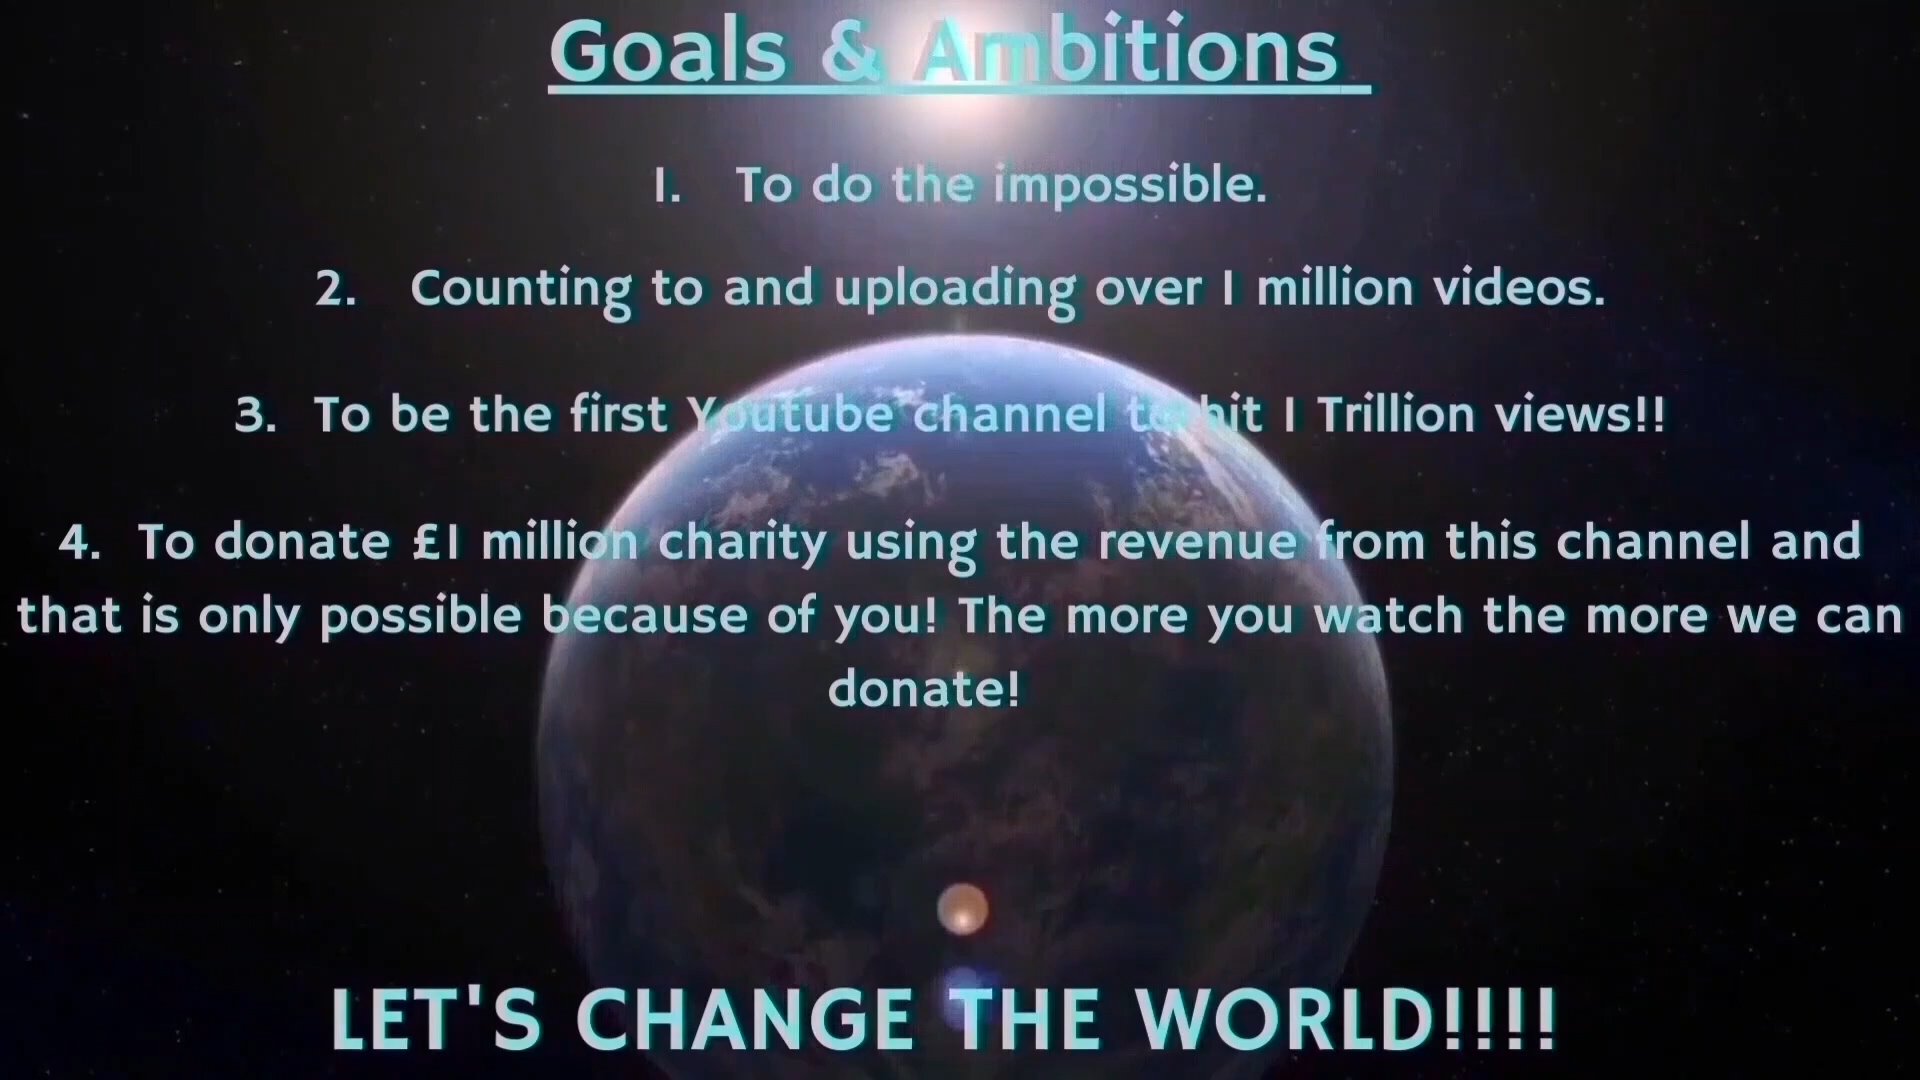 Goals & Ambitions
1. To do the impossible.
2. Counting to and uploading over 1 million videos.
3. To be the first Youtube channel to hit 1 Trillion views!!
4. To donate £1 million charity using the revenue from this channel and
that is only possible because of you! The more you watch the more we can
donate!
LET'S CHANGE THE WORLD!!!!